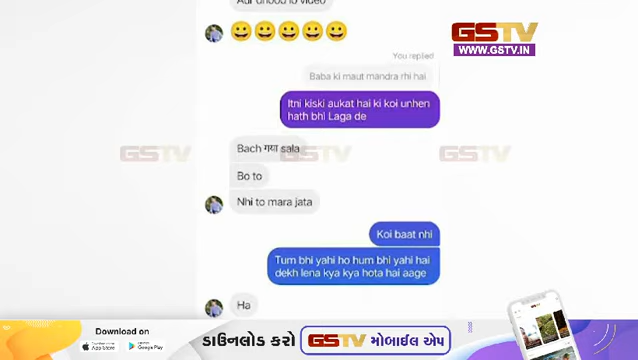 Aur dhood lo video
GSTV
WWW.GSTV.IN
You replied
Baba ki maut mandra rhi hai
Itni kiski aukat hai ki koi unhen
hath bhi Laga de
Bach गया sala
GSTV
GSTV
Bo to
Nhi to mara jata
Koi baat nhi
Tum bhi yahi ho hum bhi yahi hai
dekh lena kya kya hota hai aage
Ha
Download on
App Store
Google Play
ડાઉનલોડ કરો GSTV મોબાઈલ એપ